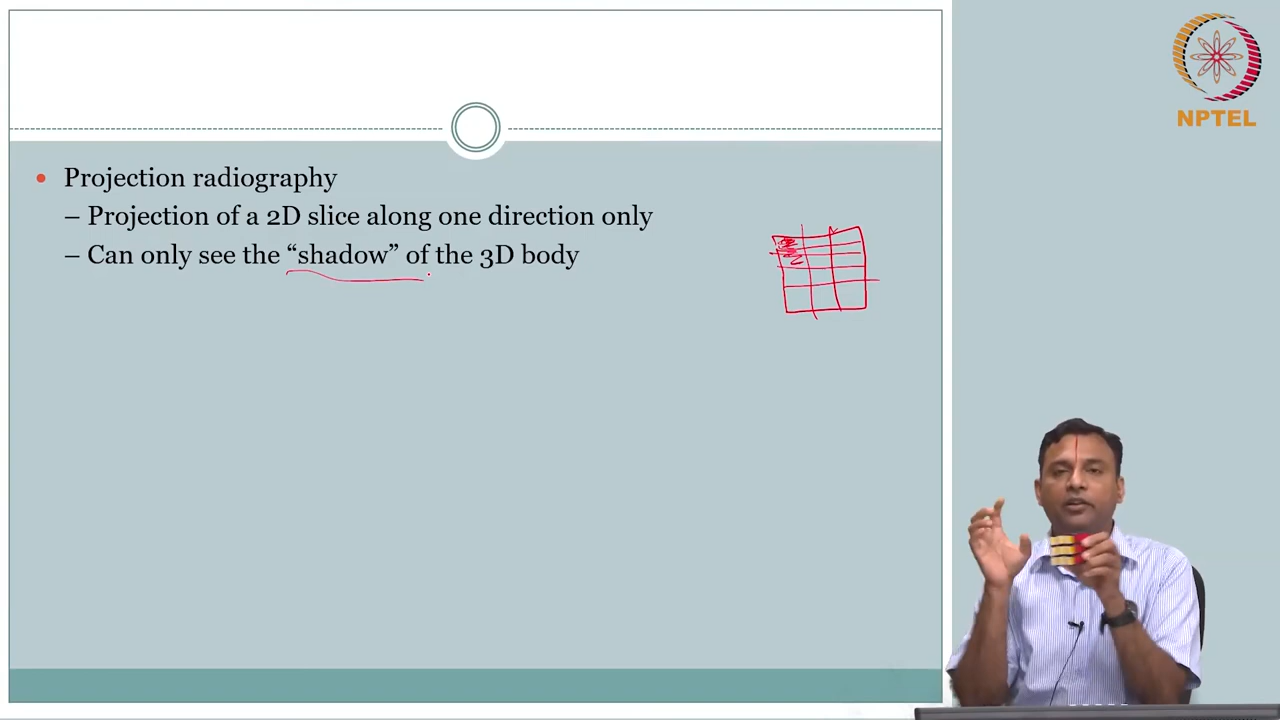 NPTEL
Projection radiography
– Projection of a 2D slice along one direction only
– Can only see the “shadow” of the 3D body